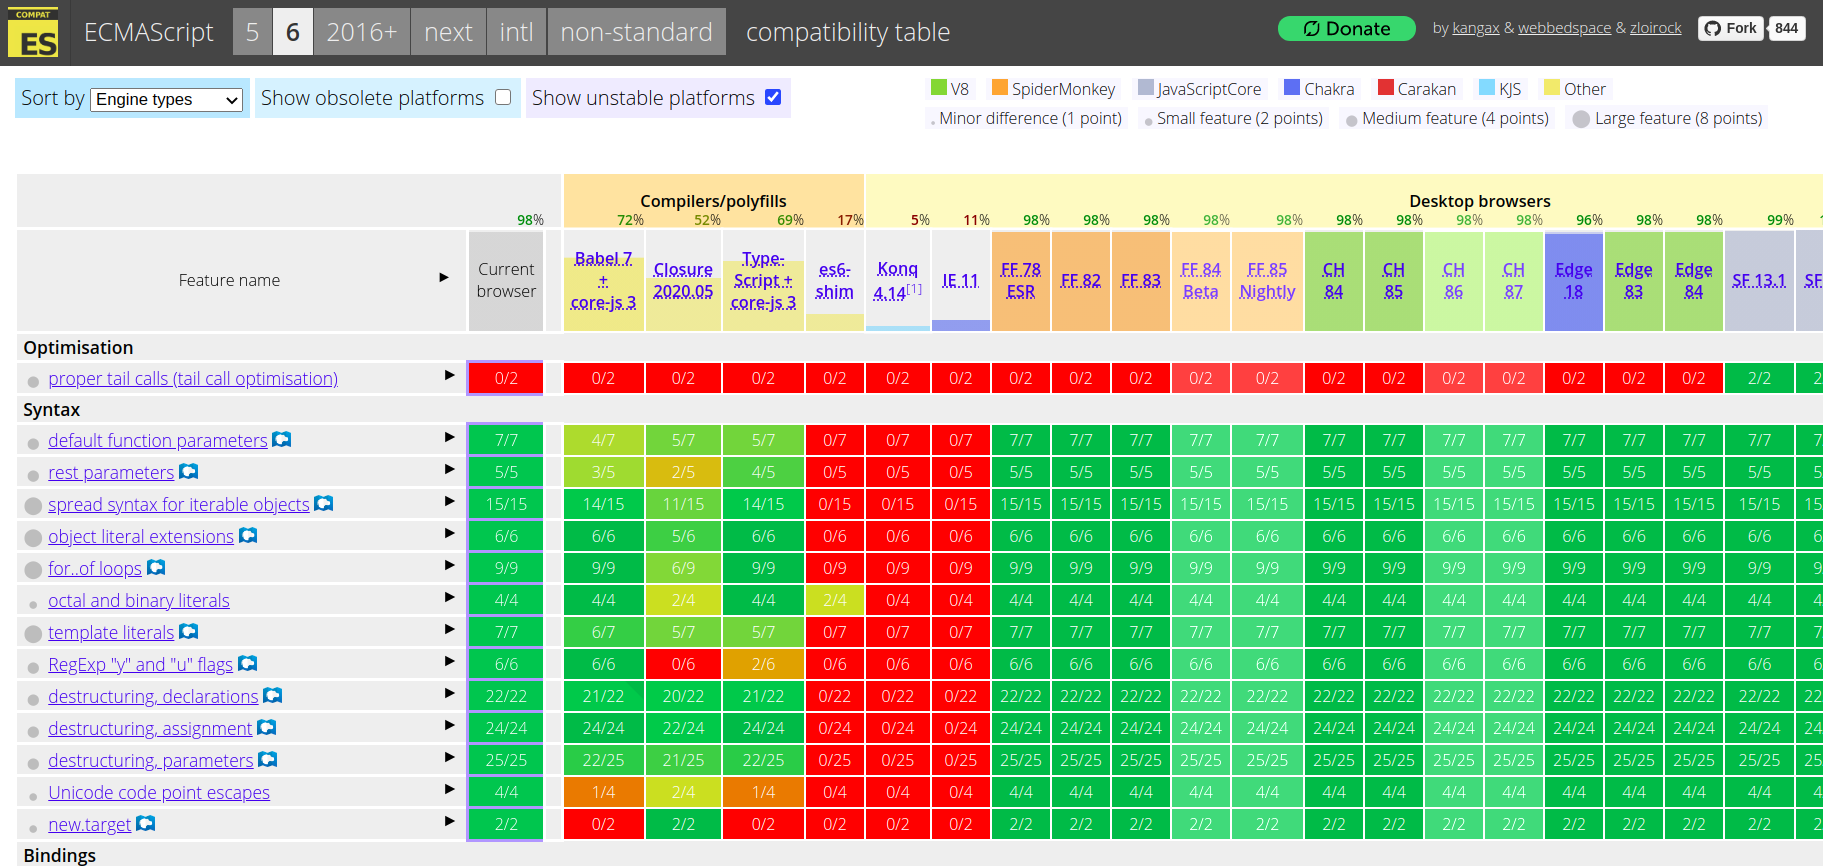 COMPAT
ES
ECMAScript 5 6 2016+ next intl non-standard compatibility table
Donate by kangax & webbedspace & zloirock Fork 844
Sort by Engine types Show obsolete platforms Show unstable platforms
V8 SpiderMonkey JavaScriptCore Chakra Carakan KJS Other
Minor difference (1 point) Small feature (2 points) Medium feature (4 points) Large feature (8 points)
Compilers/polyfills Desktop browsers
98% 72% 52% 69% 17% 5% 11% 98% 98% 98% 98% 98% 98% 98% 98% 98% 96% 98% 98% 99%
Feature name ▶ Current browser Babel 7 + core-js 3 Closure 2020.05 Type-Script + core-js 3 es6-shim Konq 4.14[1] IE 11 FF 78 ESR FF 82 FF 83 FF 84 Beta FF 85 Nightly CH 84 CH 85 CH 86 CH 87 Edge 18 Edge 83 Edge 84 SF 13.1 SF
Optimisation
proper tail calls (tail call optimisation) ▶ 0/2 0/2 0/2 0/2 0/2 0/2 0/2 0/2 0/2 0/2 0/2 0/2 0/2 0/2 0/2 0/2 0/2 0/2 0/2 2/2 2
Syntax
default function parameters ▶ 7/7 4/7 5/7 5/7 0/7 0/7 0/7 7/7 7/7 7/7 7/7 7/7 7/7 7/7 7/7 7/7 7/7 7/7 7/7 7/7 7
rest parameters ▶ 5/5 3/5 2/5 4/5 0/5 0/5 0/5 5/5 5/5 5/5 5/5 5/5 5/5 5/5 5/5 5/5 5/5 5/5 5/5 5/5 5
spread syntax for iterable objects ▶ 15/15 14/15 11/15 14/15 0/15 0/15 0/15 15/15 15/15 15/15 15/15 15/15 15/15 15/15 15/15 15/15 15/15 15/15 15/15 15/15 15
object literal extensions ▶ 6/6 6/6 5/6 6/6 0/6 0/6 0/6 6/6 6/6 6/6 6/6 6/6 6/6 6/6 6/6 6/6 6/6 6/6 6/6 6/6 6
for..of loops ▶ 9/9 9/9 6/9 9/9 0/9 0/9 0/9 9/9 9/9 9/9 9/9 9/9 9/9 9/9 9/9 9/9 9/9 9/9 9/9 9/9 9
octal and binary literals ▶ 4/4 4/4 2/4 4/4 2/4 0/4 0/4 4/4 4/4 4/4 4/4 4/4 4/4 4/4 4/4 4/4 4/4 4/4 4/4 4/4 4
template literals ▶ 7/7 6/7 5/7 5/7 0/7 0/7 0/7 7/7 7/7 7/7 7/7 7/7 7/7 7/7 7/7 7/7 7/7 7/7 7/7 7/7 7
RegExp "y" and "u" flags ▶ 6/6 6/6 0/6 2/6 0/6 0/6 0/6 6/6 6/6 6/6 6/6 6/6 6/6 6/6 6/6 6/6 6/6 6/6 6/6 6/6 6
destructuring, declarations ▶ 22/22 21/22 20/22 21/22 0/22 0/22 0/22 22/22 22/22 22/22 22/22 22/22 22/22 22/22 22/22 22/22 22/22 22/22 22/22 22/22 22
destructuring, assignment ▶ 24/24 24/24 22/24 24/24 0/24 0/24 0/24 24/24 24/24 24/24 24/24 24/24 24/24 24/24 24/24 24/24 24/24 24/24 24/24 24/24 24
destructuring, parameters ▶ 25/25 22/25 21/25 22/25 0/25 0/25 0/25 25/25 25/25 25/25 25/25 25/25 25/25 25/25 25/25 25/25 25/25 25/25 25/25 25/25 25
Unicode code point escapes ▶ 4/4 1/4 2/4 1/4 0/4 0/4 0/4 4/4 4/4 4/4 4/4 4/4 4/4 4/4 4/4 4/4 4/4 4/4 4/4 4/4 4
new.target ▶ 2/2 0/2 2/2 0/2 0/2 0/2 0/2 2/2 2/2 2/2 2/2 2/2 2/2 2/2 2/2 2/2 2/2 2/2 2/2 2/2 2
Bindings